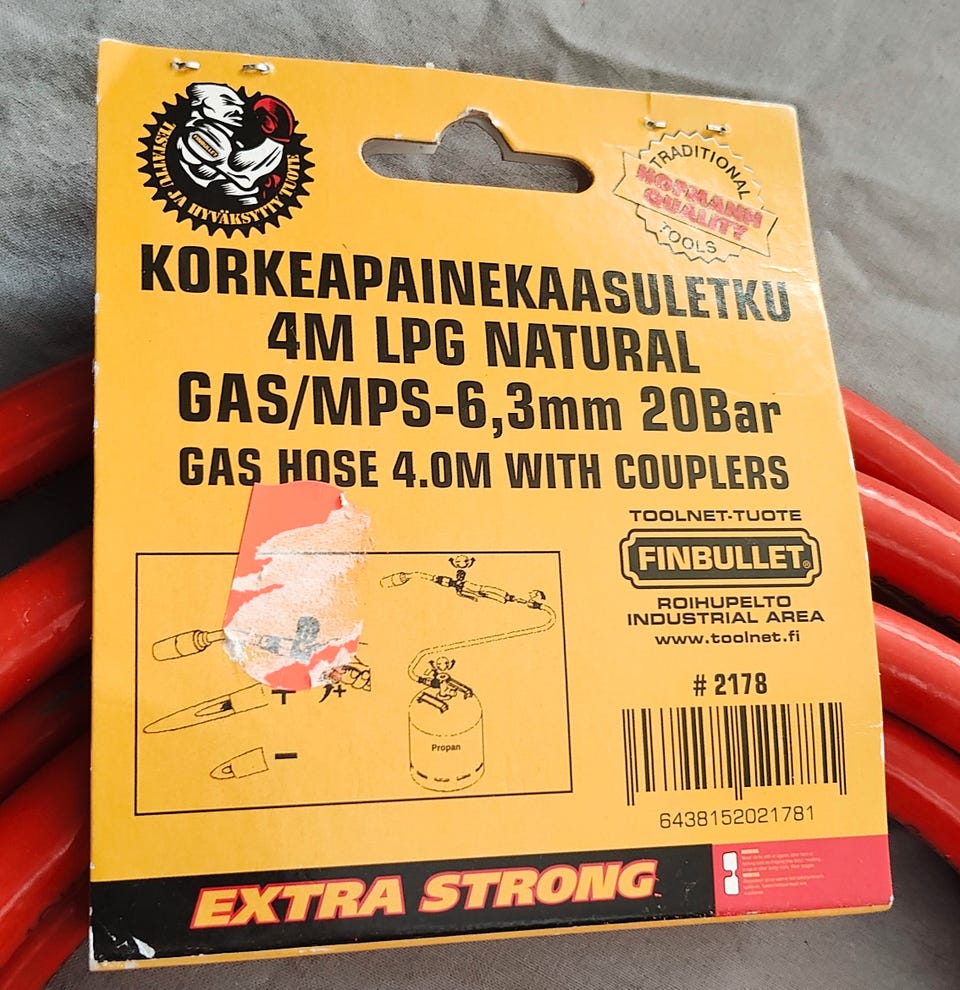 TESTATTU JA HYVÄKSYTTY TUOTE
FINBULLET
TRADITIONAL
HOFMANN
QUALITY
TOOLS
KORKEAPAINEKAASULETKU
4M LPG NATURAL
GAS/MPS-6,3mm 20Bar
GAS HOSE 4.0M WITH COUPLERS
TOOLNET-TUOTE
FINBULLET®
ROIHUPELTO
INDUSTRIAL AREA
www.toolnet.fi
# 2178
6438152021781
+
+
-
Propan
EXTRA STRONG